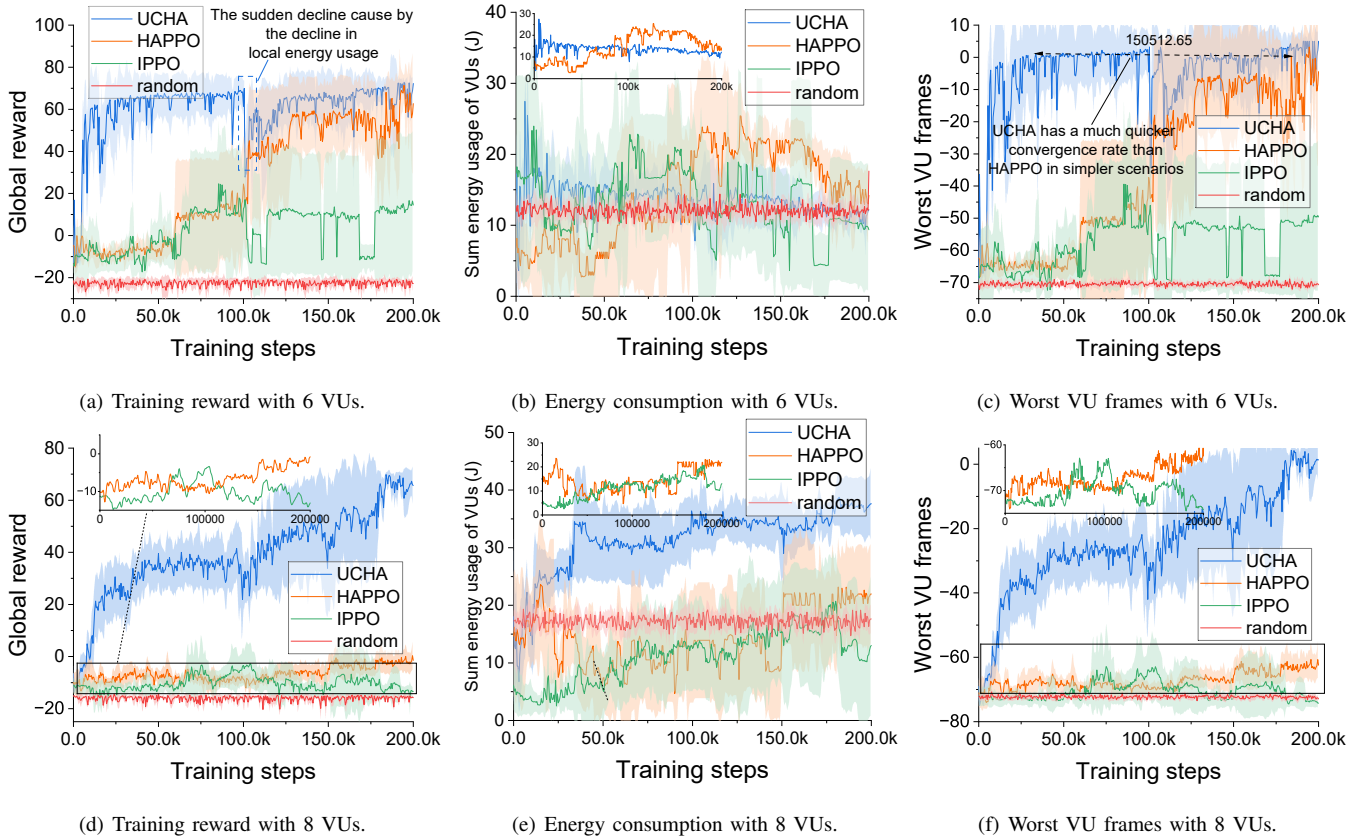 UCHA
HAPPO
IPPO
random
The sudden decline cause by
the decline in
local energy usage
100
80
60
40
20
0
−20
Global reward
0.0
50.0k
100.0k
150.0k
200.0k
Training steps
(a) Training reward with 6 VUs.
40
30
20
10
0
Sum energy usage of VUs (J)
30
25
20
15
10
5
0
0
100k
200k
UCHA
HAPPO
IPPO
random
0.0
50.0k
100.0k
150.0k
200.0k
Training steps
(b) Energy consumption with 6 VUs.
10
0
−10
−20
−30
−40
−50
−60
−70
Worst VU frames
150512.65
UCHA has a much quicker
convergence rate than
HAPPO in simpler scenarios
UCHA
HAPPO
IPPO
random
0.0
50.0k
100.0k
150.0k
200.0k
Training steps
(c) Worst VU frames with 6 VUs.
80
60
40
20
0
−20
Global reward
0
−10
0
100000
200000
UCHA
HAPPO
IPPO
random
0.0
50.0k
100.0k
150.0k
200.0k
Training steps
(d) Training reward with 8 VUs.
50
40
30
20
10
0
Sum energy usage of VUs (J)
30
20
10
0
0
100000
200000
UCHA
HAPPO
IPPO
random
0.0
50.0k
100.0k
150.0k
200.0k
Training steps
(e) Energy consumption with 8 VUs.
0
−20
−40
−60
−80
Worst VU frames
−60
−70
0
100000
200000
UCHA
HAPPO
IPPO
random
0.0
50.0k
100.0k
150.0k
200.0k
Training steps
(f) Worst VU frames with 8 VUs.